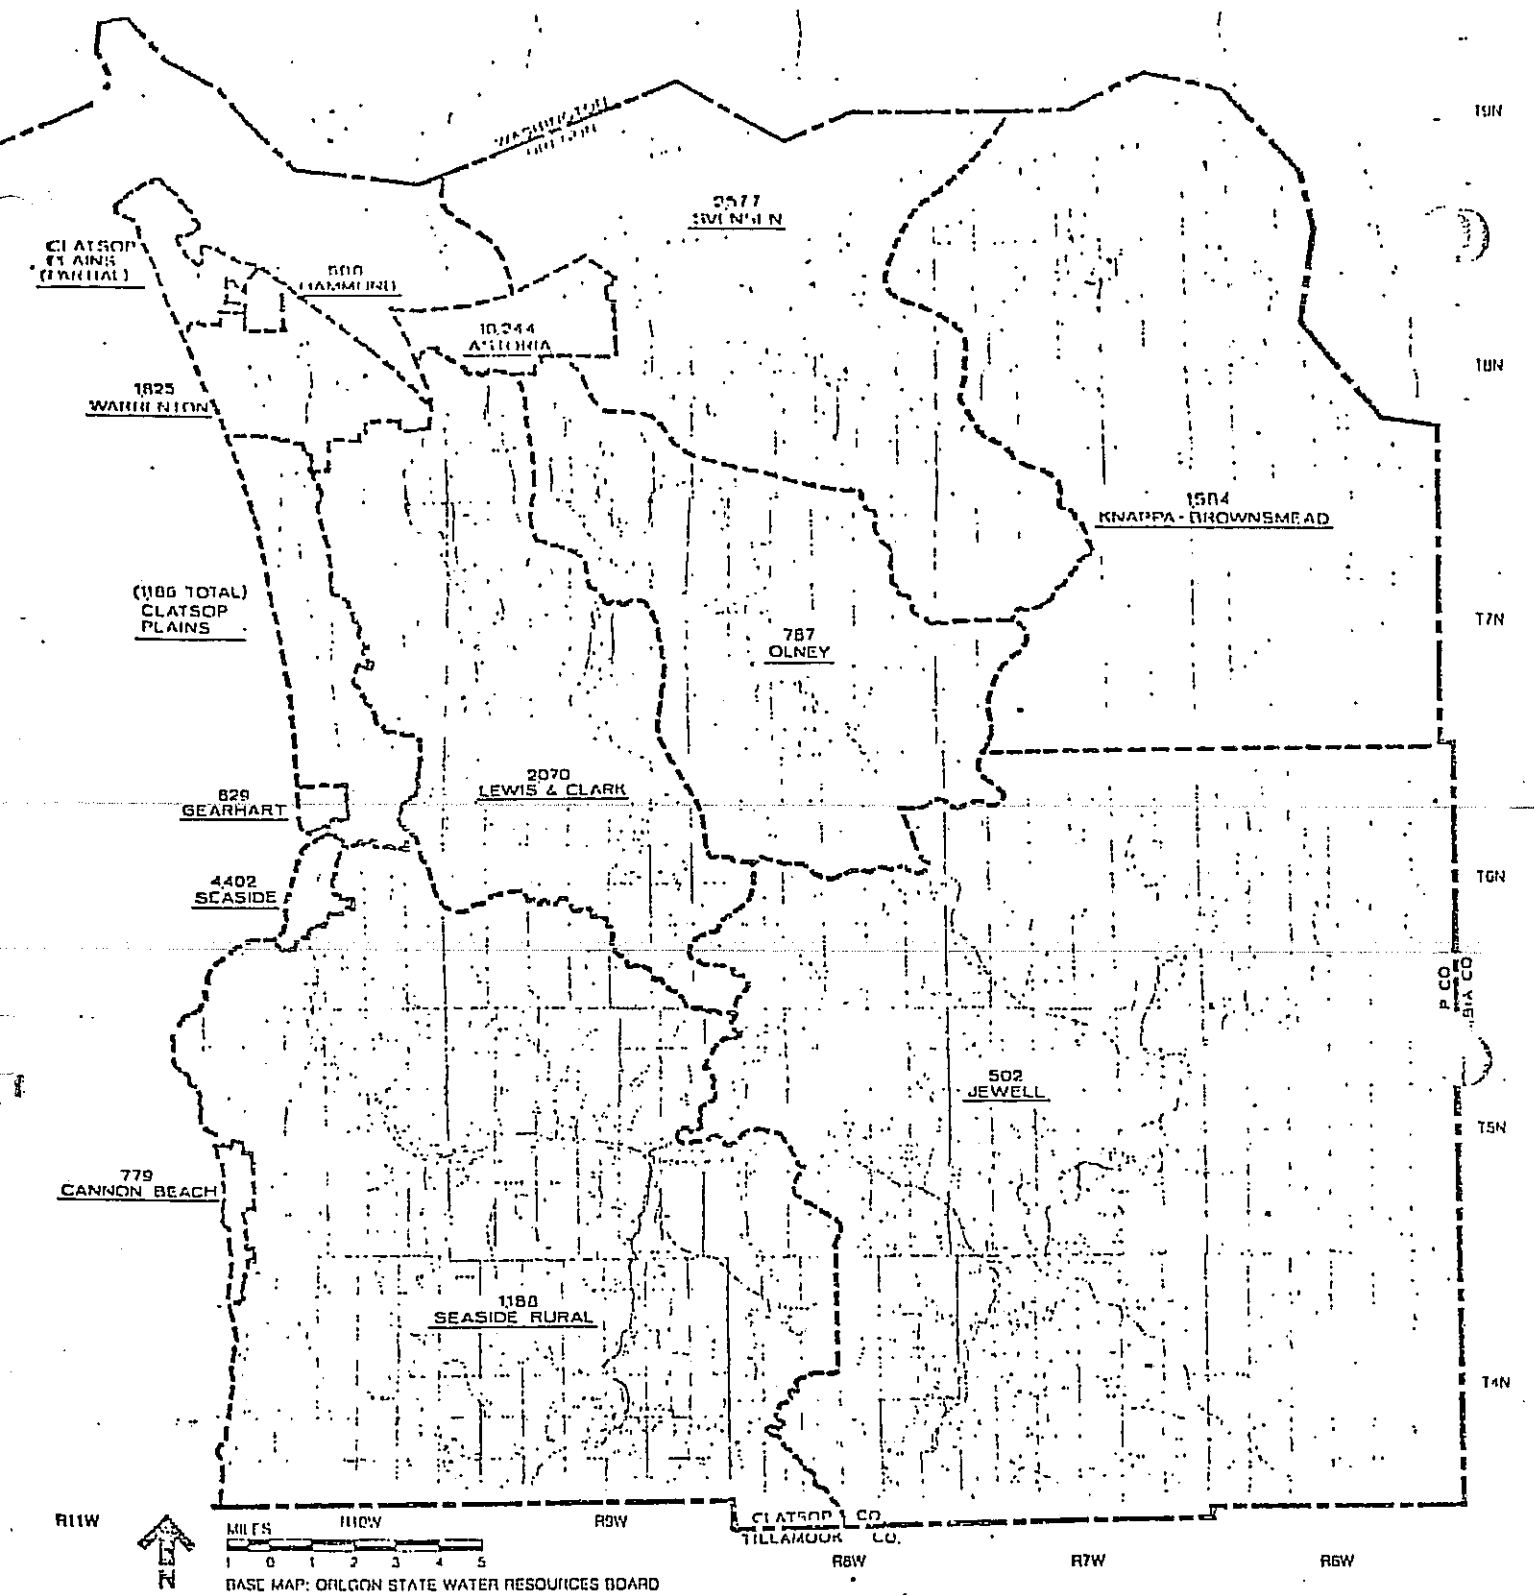 WASHINGTON
OREGON
T9N
2577
SVENSEN
CLATSOP
PLAINS
(PARTIAL)
HAMMOND
10,244
ASTORIA
T8N
1825
WARRENTON
1584
KNAPPA - BROWNSMEAD
(1186 TOTAL)
CLATSOP
PLAINS
T7N
787
OLNEY
2070
LEWIS & CLARK
829
GEARHART
4402
SEASIDE
T6N
P CO
BIA CO
502
JEWELL
T5N
779
CANNON BEACH
1188
SEASIDE RURAL
T4N
R11W
R10W
R9W
CLATSOP CO.
TILLAMOOK CO.
R8W
R7W
R6W
N
MILES
1 0 1 2 3 4 5
BASE MAP: OREGON STATE WATER RESOURCES BOARD